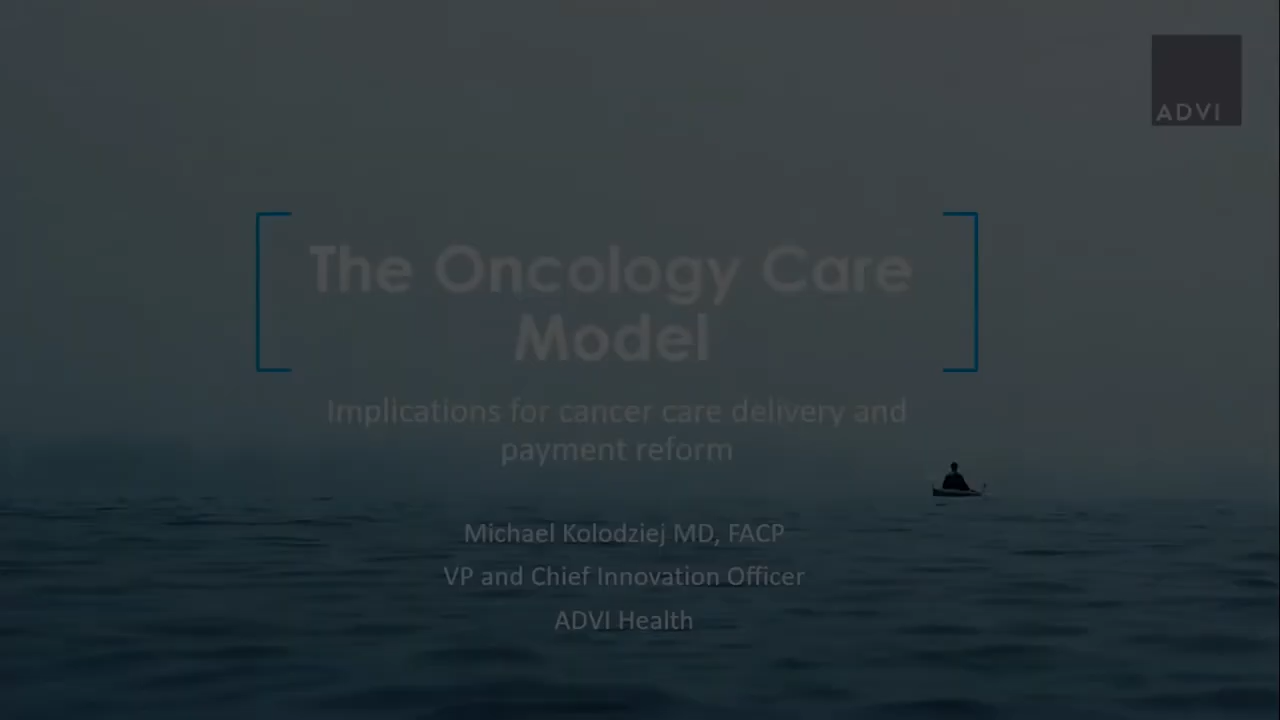 ADVI
The Oncology Care
Model
Implications for cancer care delivery and
payment reform
Michael Kolodziej MD, FACP
VP and Chief Innovation Officer
ADVI Health